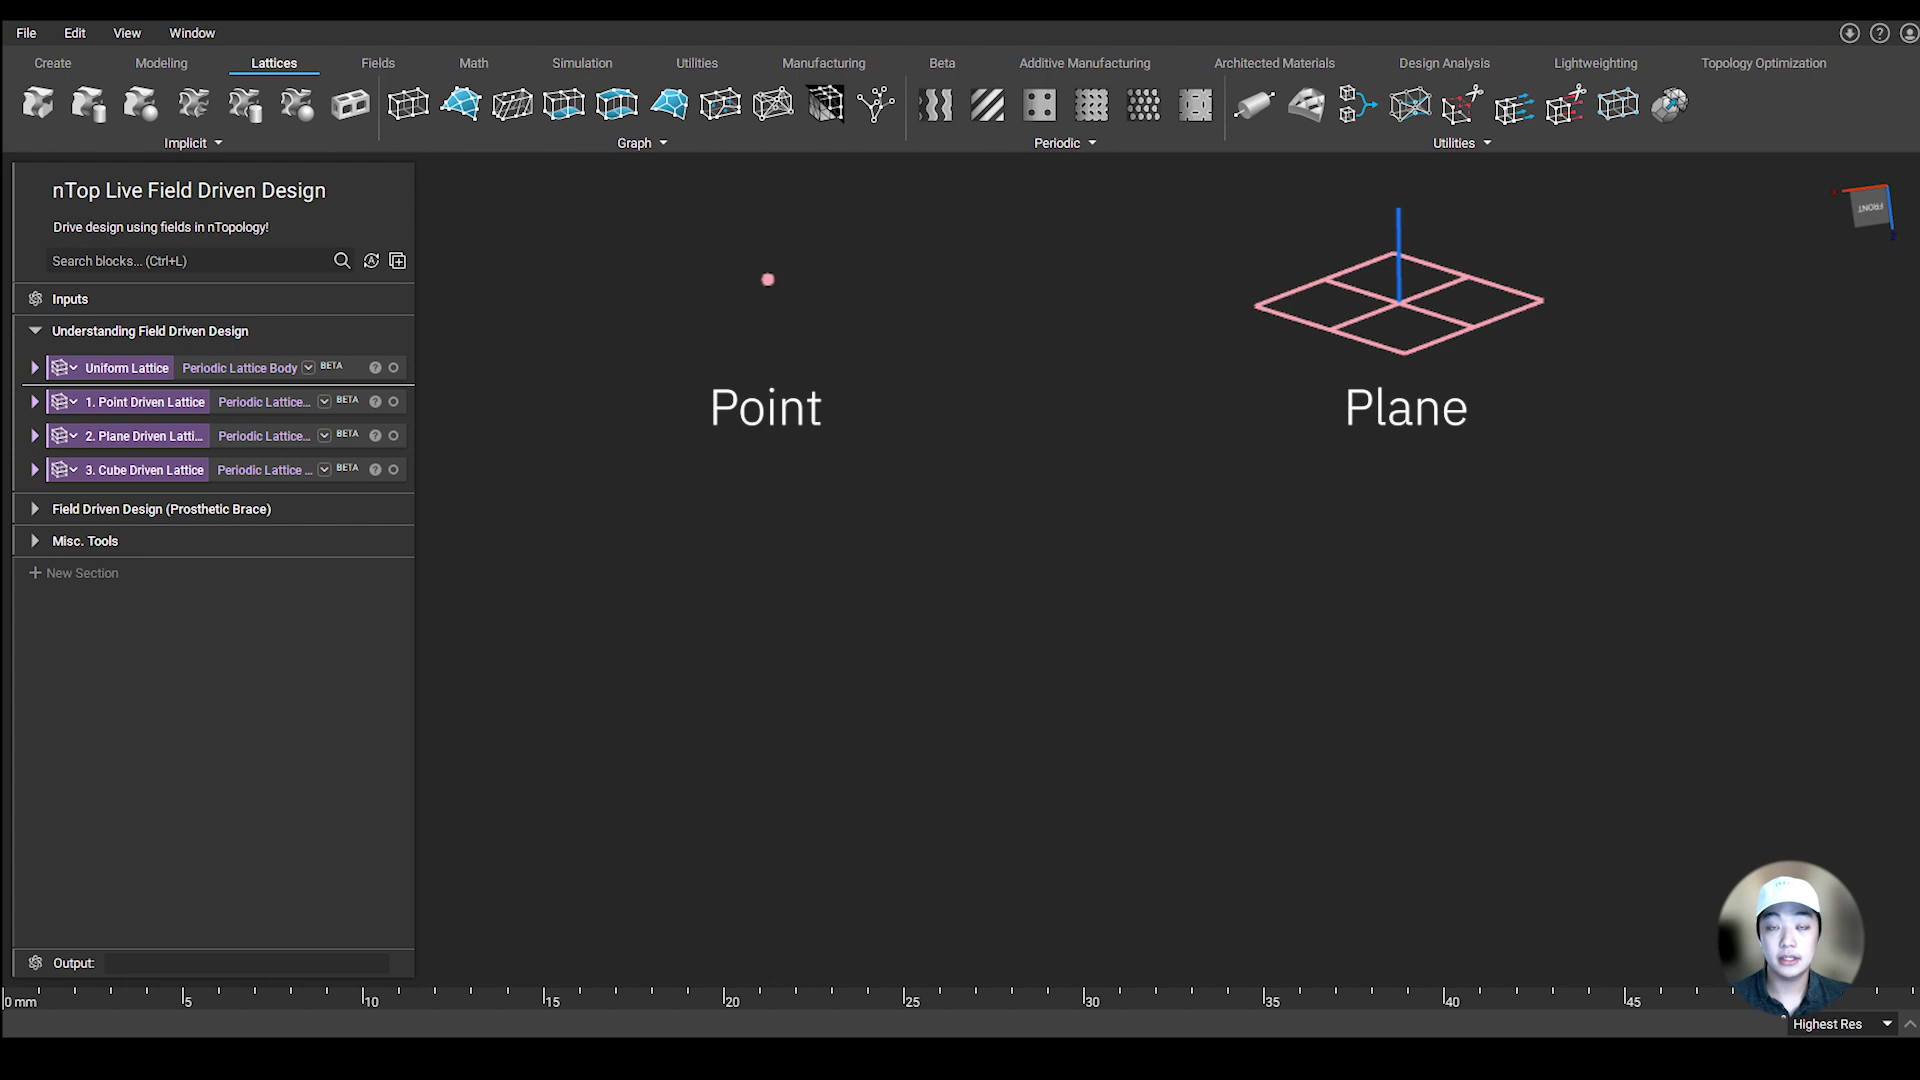 File Edit View Window
Create Modeling Lattices Fields Math Simulation Utilities Manufacturing Beta Additive Manufacturing Architected Materials Design Analysis Lightweighting Topology Optimization
Implicit Graph Periodic Utilities
nTop Live Field Driven Design
Drive design using fields in nTopology!
Search blocks... (Ctrl+L)
Inputs
Understanding Field Driven Design
Uniform Lattice Periodic Lattice Body BETA
1. Point Driven Lattice Periodic Lattice... BETA
2. Plane Driven Latti... Periodic Lattice... BETA
3. Cube Driven Lattice Periodic Lattice ... BETA
Field Driven Design (Prosthetic Brace)
Misc. Tools
+ New Section
Output:
Point
Plane
FRONT
0 mm 5 10 15 20 25 30 35 40 45
Highest Res